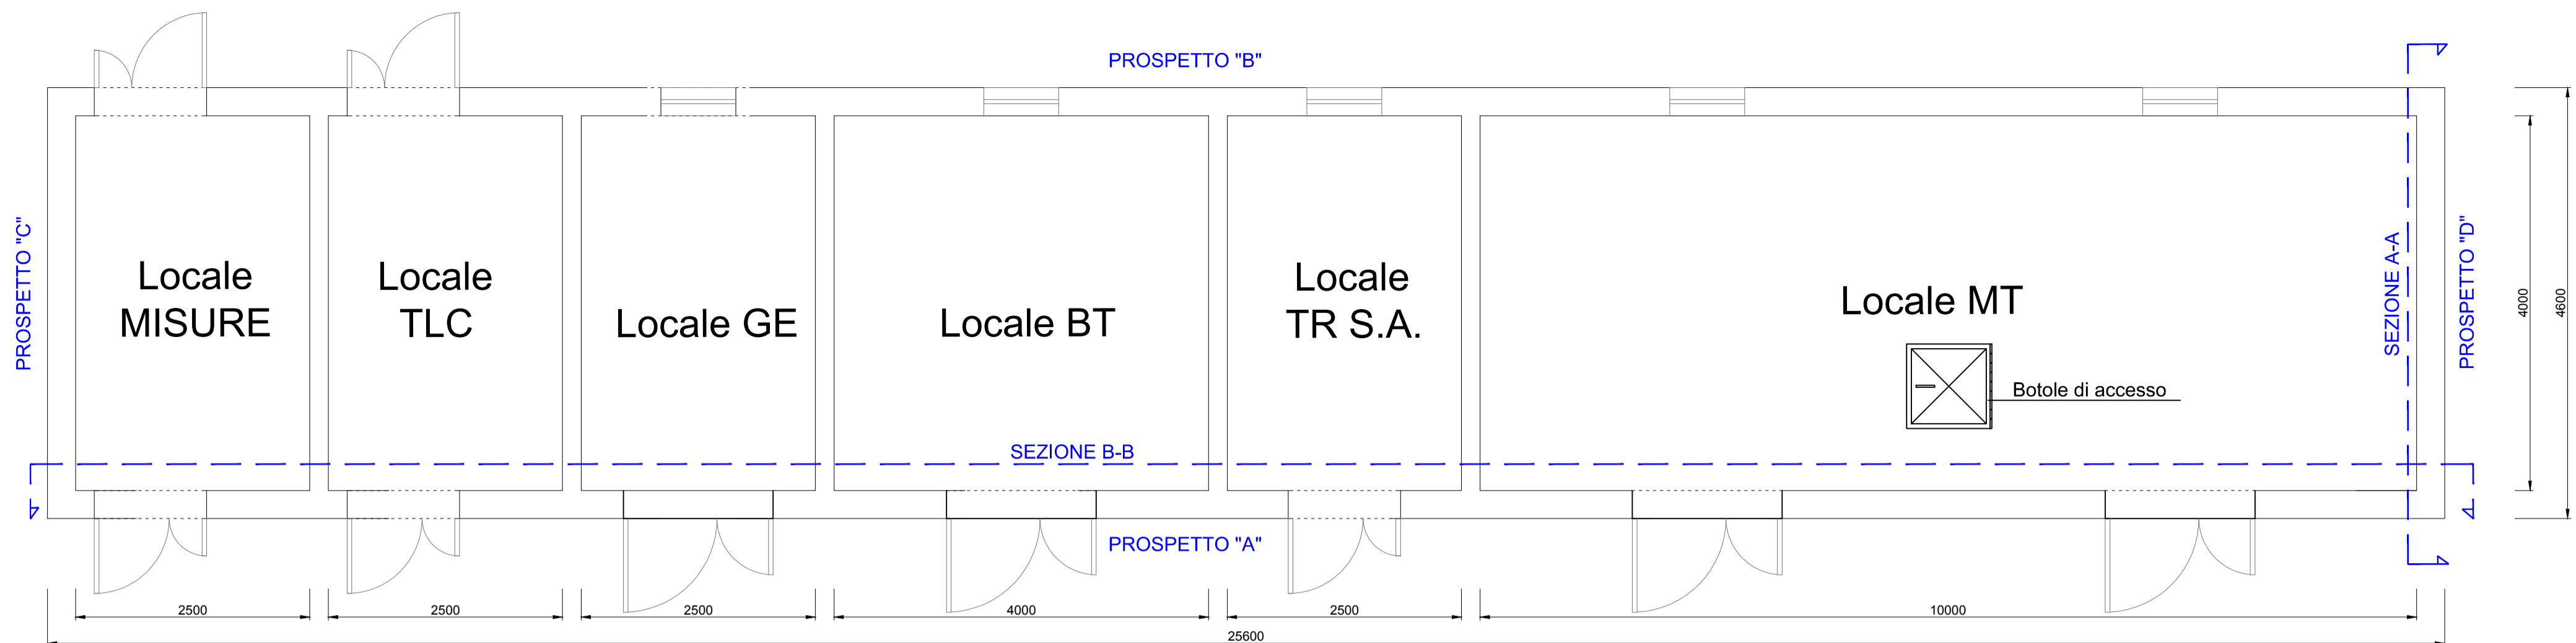 PROSPETTO "B"
PROSPETTO "C"
Locale
MISURE
Locale
TLC
Locale GE
Locale BT
Locale
TR S.A.
Locale MT
Botole di accesso
SEZIONE A-A
PROSPETTO "D"
4000
4600
SEZIONE B-B
PROSPETTO "A"
2500
2500
2500
4000
2500
10000
25600